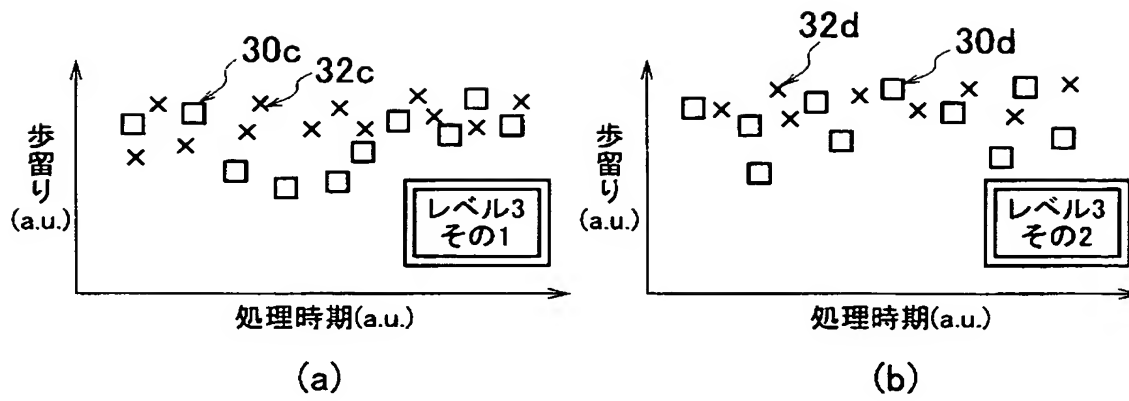 30c
32c
歩留り
(a.u.)
レベル3
その1
処理時期(a.u.)
(a)
32d
30d
歩留り
(a.u.)
レベル3
その2
処理時期(a.u.)
(b)